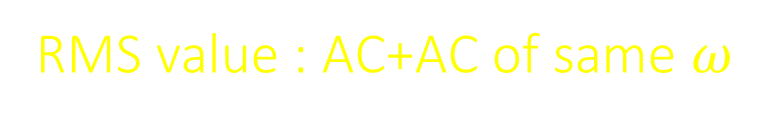 RMS value : AC+AC of same 𝜔